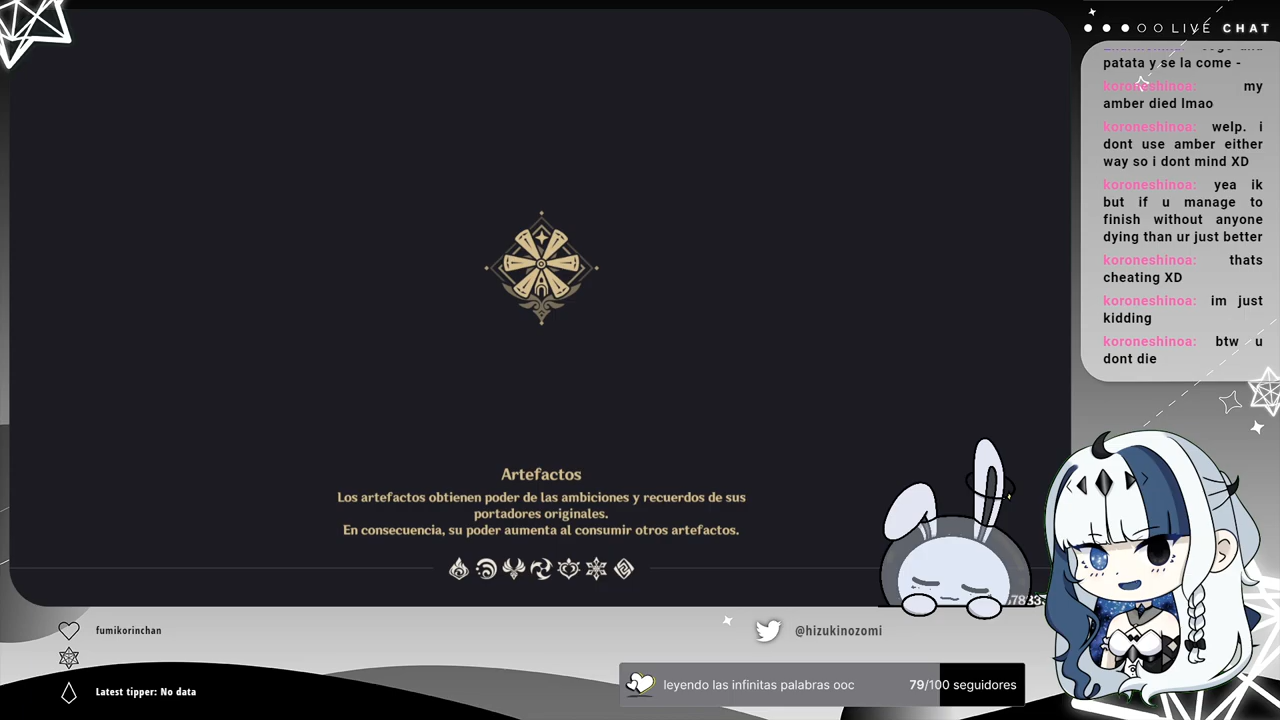 LIVE CHAT
patata y se la come -
koroneshinoa: my
amber died lmao
koroneshinoa: welp. i
dont use amber either
way so i dont mind XD
koroneshinoa: yea ik
but if u manage to
finish without anyone
dying than ur just better
koroneshinoa: thats
cheating XD
koroneshinoa: im just
kidding
koroneshinoa: btw u
dont die
Artefactos
Los artefactos obtienen poder de las ambiciones y recuerdos de sus
portadores originales.
En consecuencia, su poder aumenta al consumir otros artefactos.
fumikorinchan
@hizukinozomi
leyendo las infinitas palabras ooc 79/100 seguidores
Latest tipper: No data